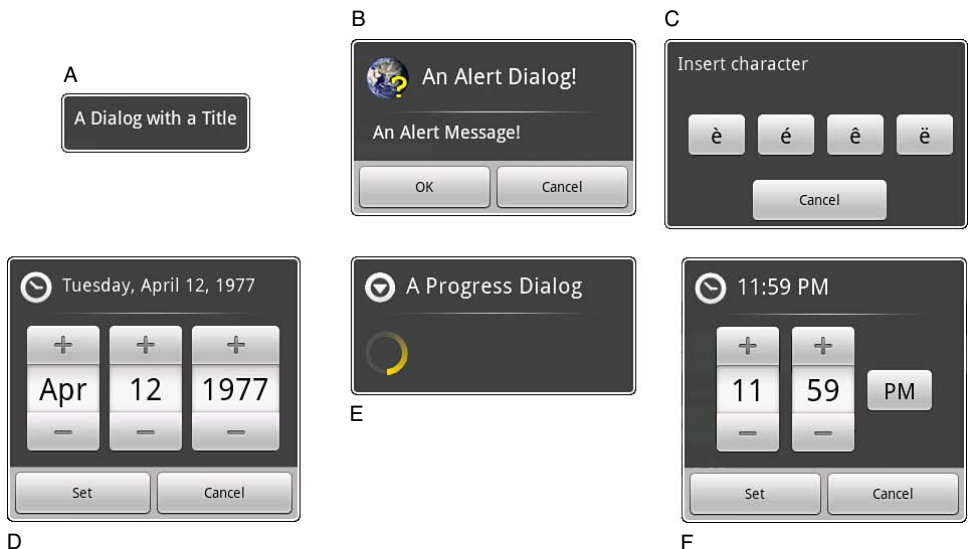 A
A Dialog with a Title
B
An Alert Dialog!
An Alert Message!
OK Cancel
C
Insert character
è é ê ë
Cancel
Tuesday, April 12, 1977
+ + +
Apr 12 1977
− − −
Set Cancel
D
A Progress Dialog
E
11:59 PM
+ +
11 59 PM
− −
Set Cancel
F